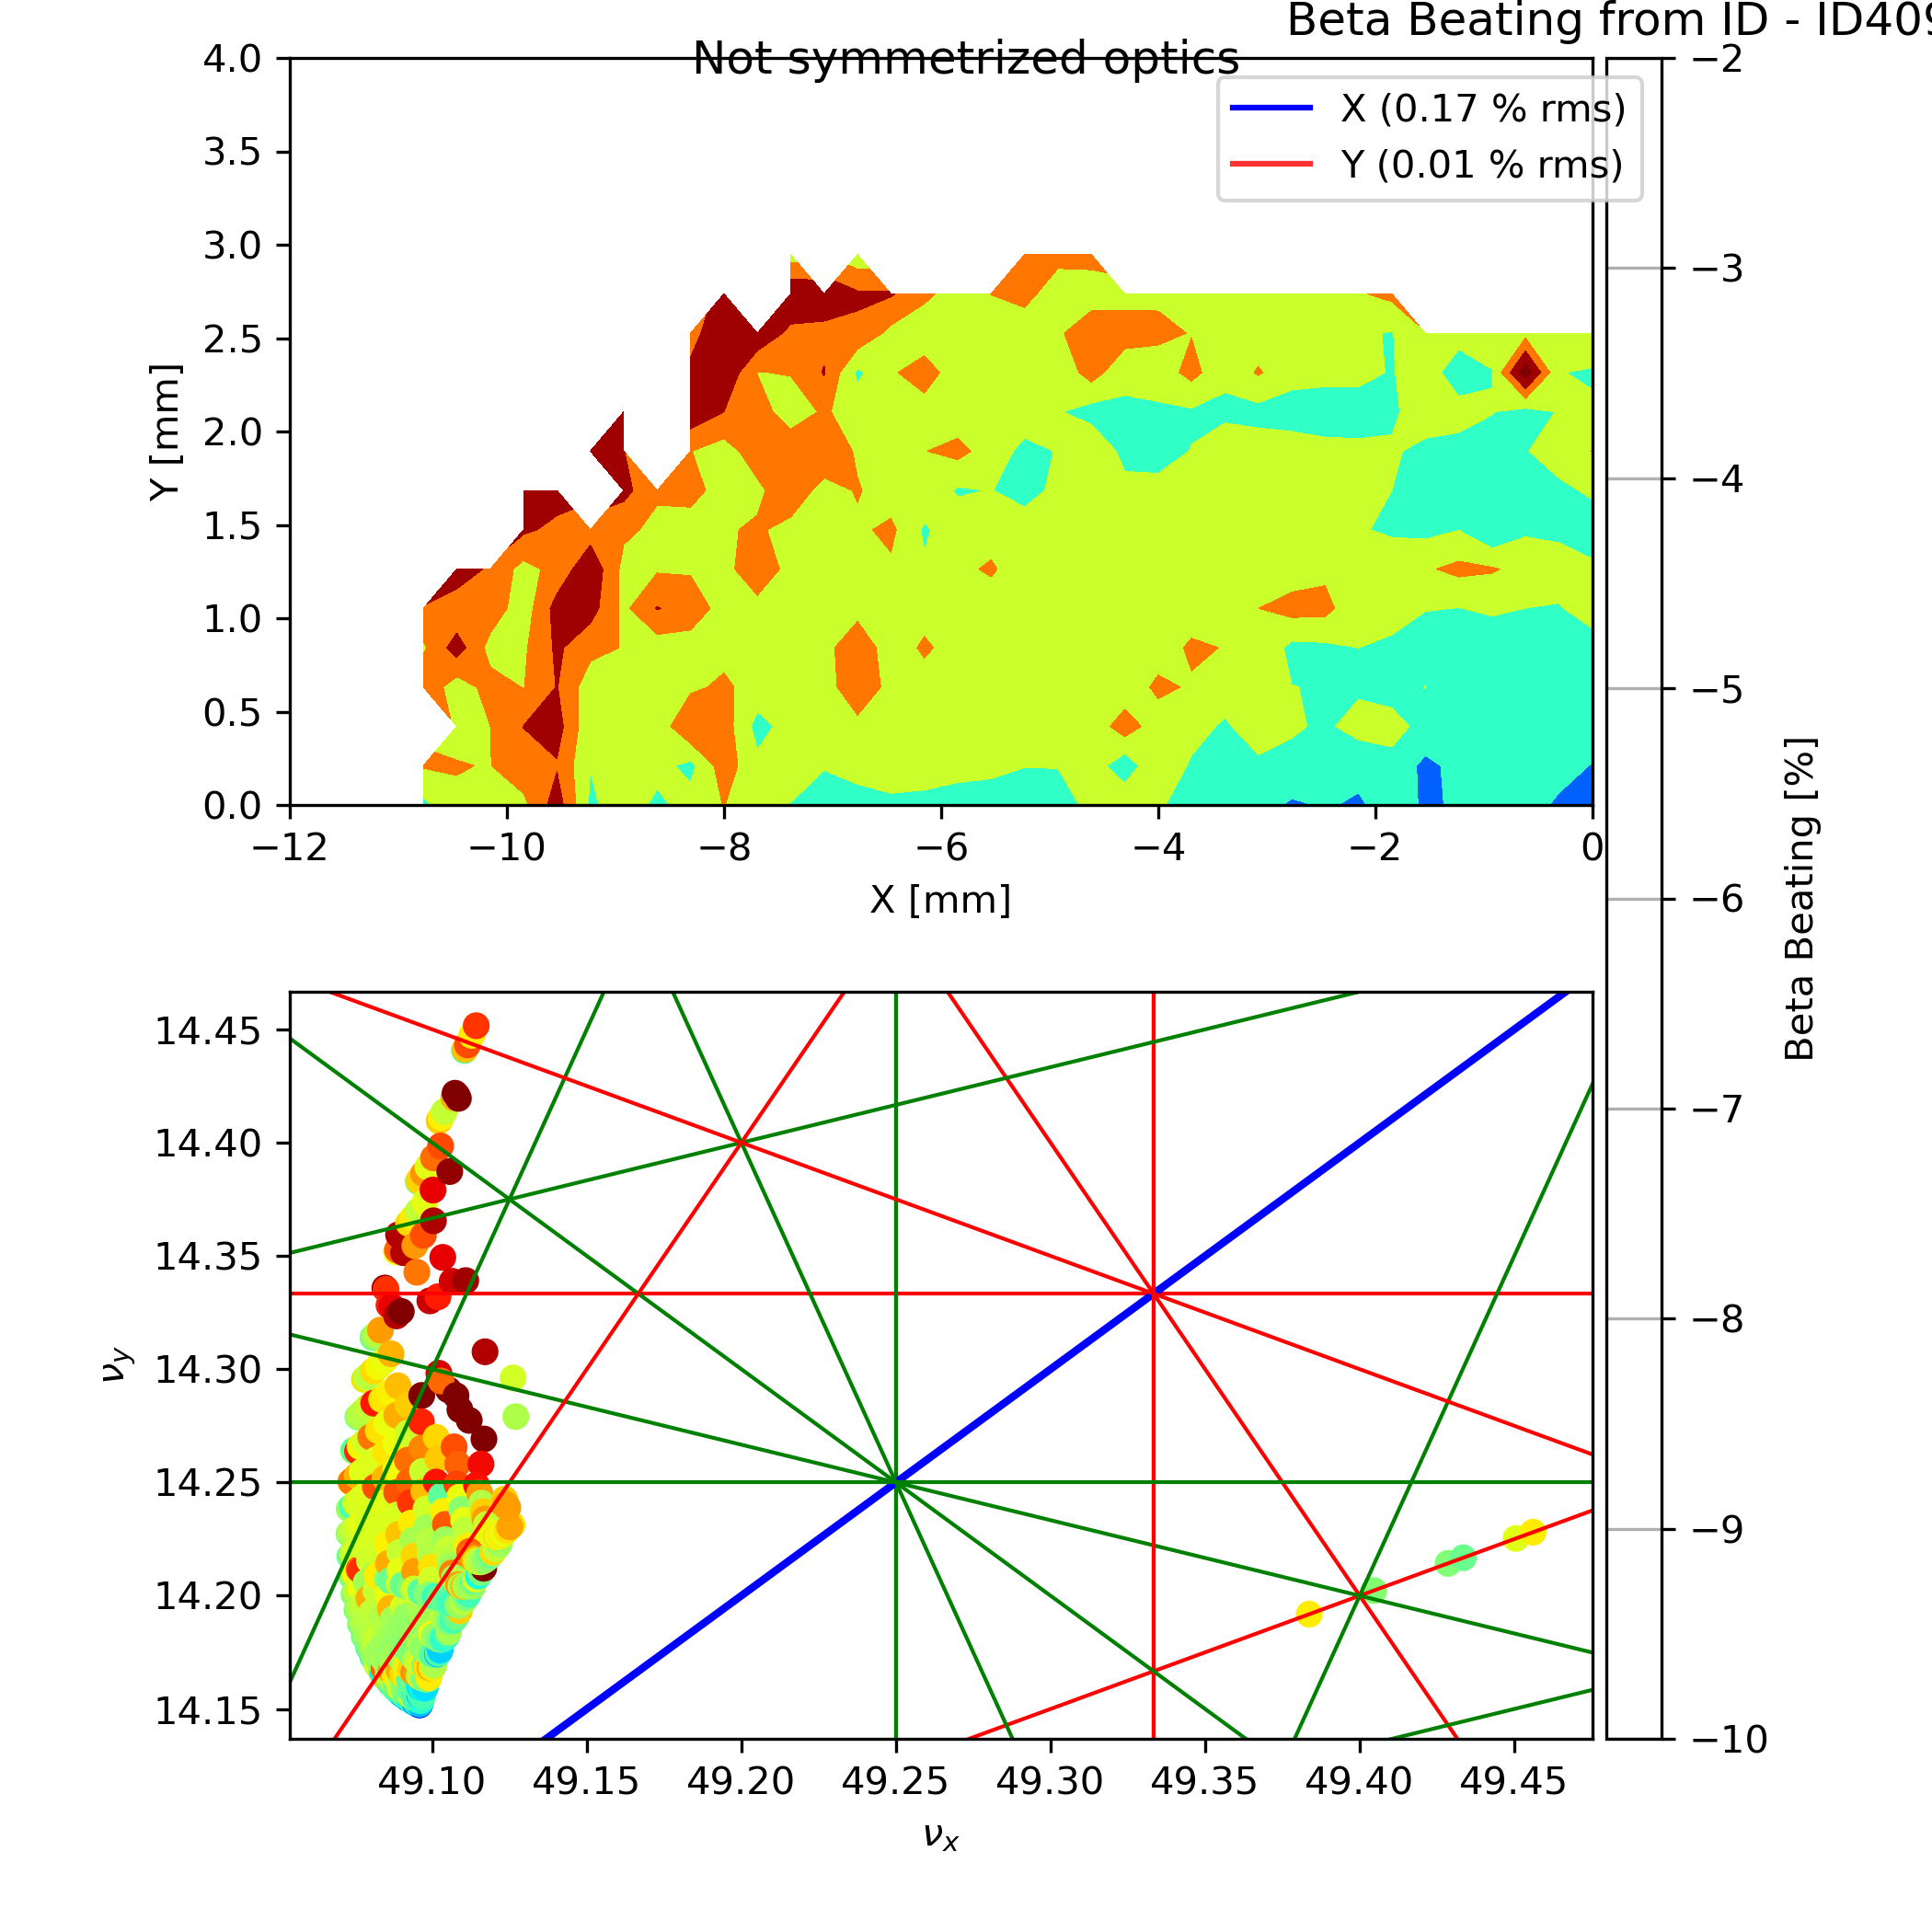 Beta Beating from ID - ID409
Not symmetrized optics
X (0.17 % rms)
Y (0.01 % rms)
4.0
3.5
3.0
2.5
2.0
1.5
1.0
0.5
0.0
Y [mm]
−12 −10 −8 −6 −4 −2 0
X [mm]
−2
−3
−4
−5
−6
−7
−8
−9
−10
Beta Beating [%]
14.45
14.40
14.35
14.30
14.25
14.20
14.15
νy
49.10 49.15 49.20 49.25 49.30 49.35 49.40 49.45
νx